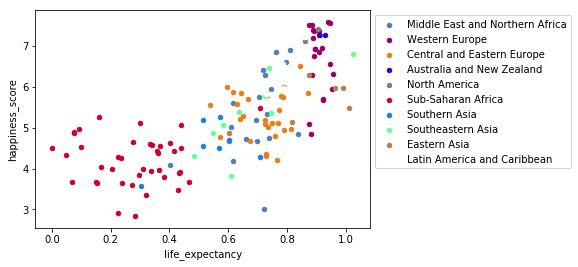 happiness_score
7
6
5
4
3
0.0 0.2 0.4 0.6 0.8 1.0
life_expectancy
Middle East and Northern Africa
Western Europe
Central and Eastern Europe
Australia and New Zealand
North America
Sub-Saharan Africa
Southern Asia
Southeastern Asia
Eastern Asia
Latin America and Caribbean